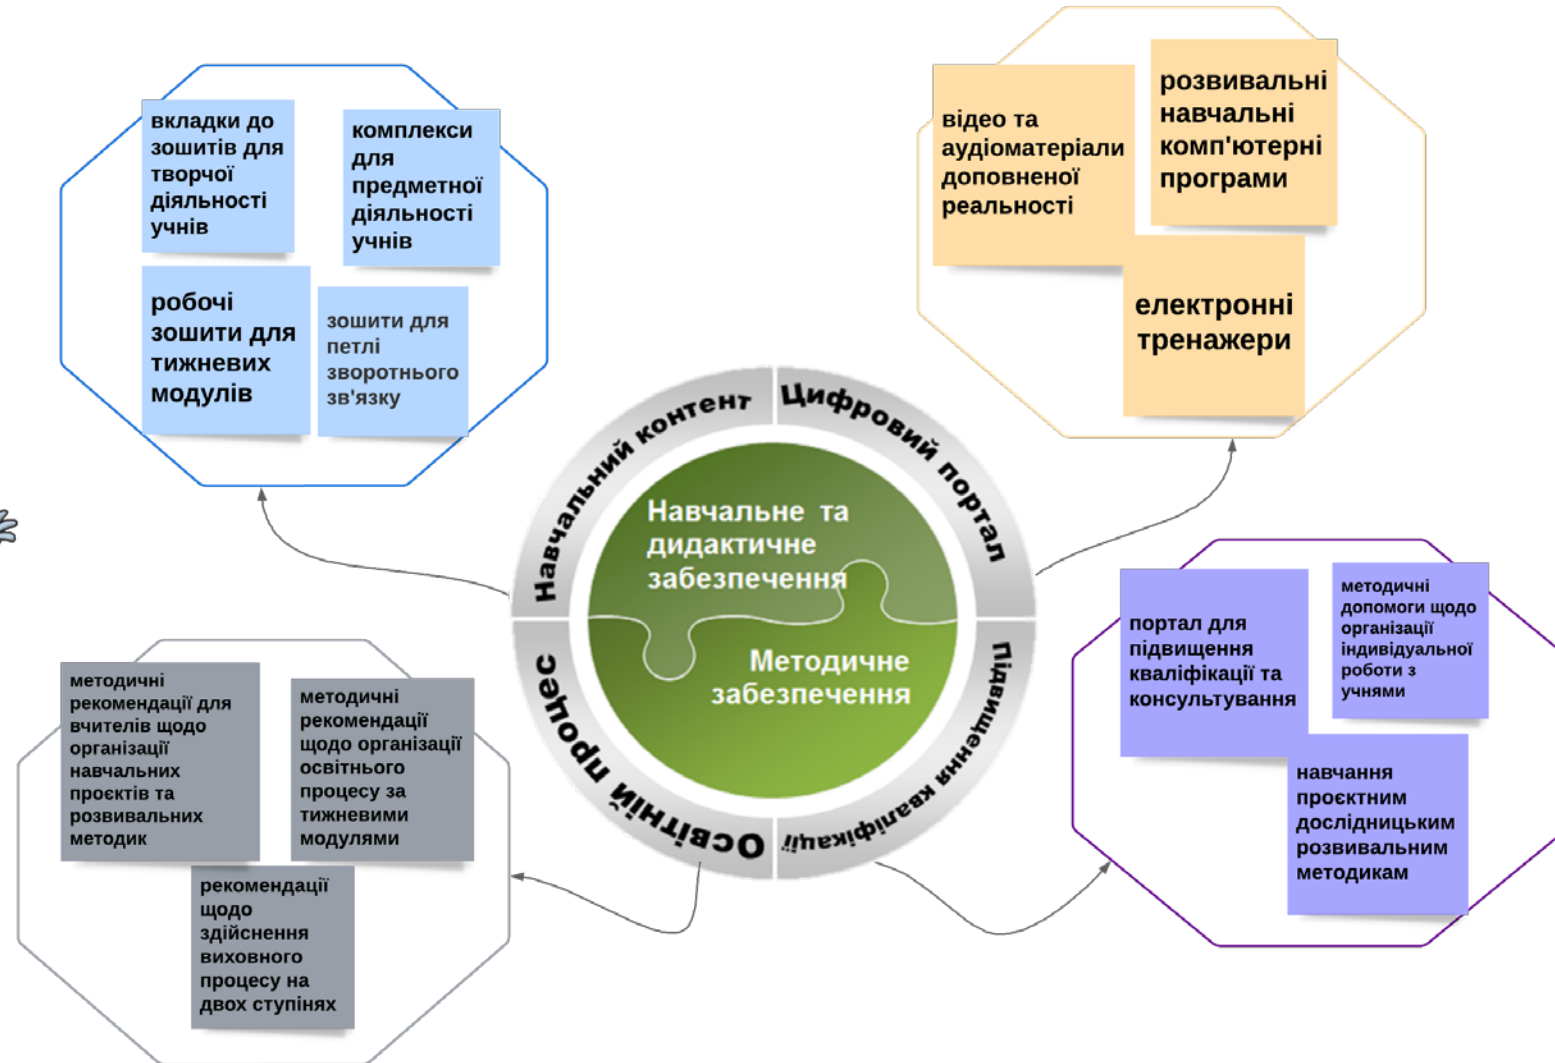 вкладки до
зошитів для
творчої
діяльності
учнів
комплекси
для
предметної
діяльності
учнів
робочі
зошити для
тижневих
модулів
зошити для
петлі
зворотнього
зв'язку
відео та
аудіоматеріали
доповненої
реальності
розвивальні
навчальні
комп'ютерні
програми
електронні
тренажери
Навчальний контент
Цифровий портал
Навчальне та
дидактичне
забезпечення
Методичне
забезпечення
Освітній процес
Підвищення кваліфікації
методичні
рекомендації для
вчителів щодо
організації
навчальних
проєктів та
розвивальних
методик
методичні
рекомендації
щодо організації
освітнього
процесу за
тижневими
модулями
рекомендації
щодо
здійснення
виховного
процесу на
двох ступінях
портал для
підвищення
кваліфікації та
консультування
методичні
допомоги щодо
організації
індивідуальної
роботи з
учнями
навчання
проєктним
дослідницьким
розвивальним
методикам